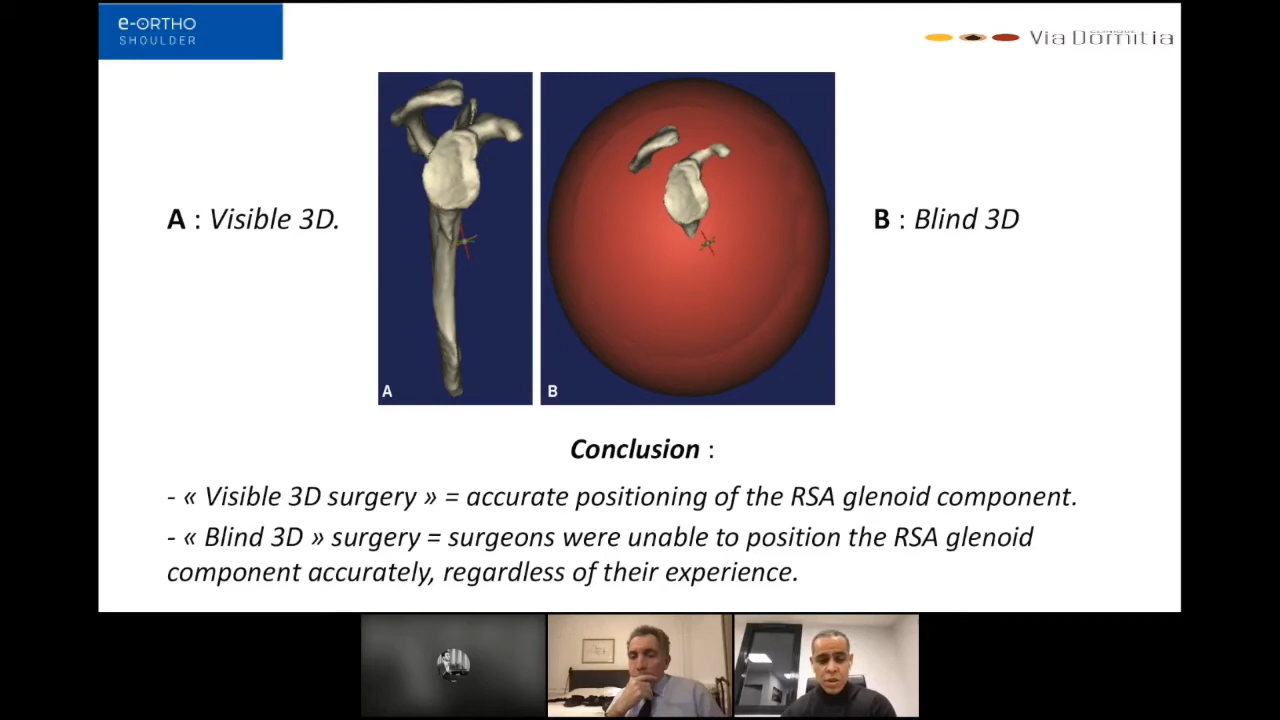 e-ORTHO
SHOULDER
CLINIQUE
Via Domitia
A : Visible 3D.
A
B
B : Blind 3D
Conclusion :
- « Visible 3D surgery » = accurate positioning of the RSA glenoid component.
- « Blind 3D » surgery = surgeons were unable to position the RSA glenoid
component accurately, regardless of their experience.